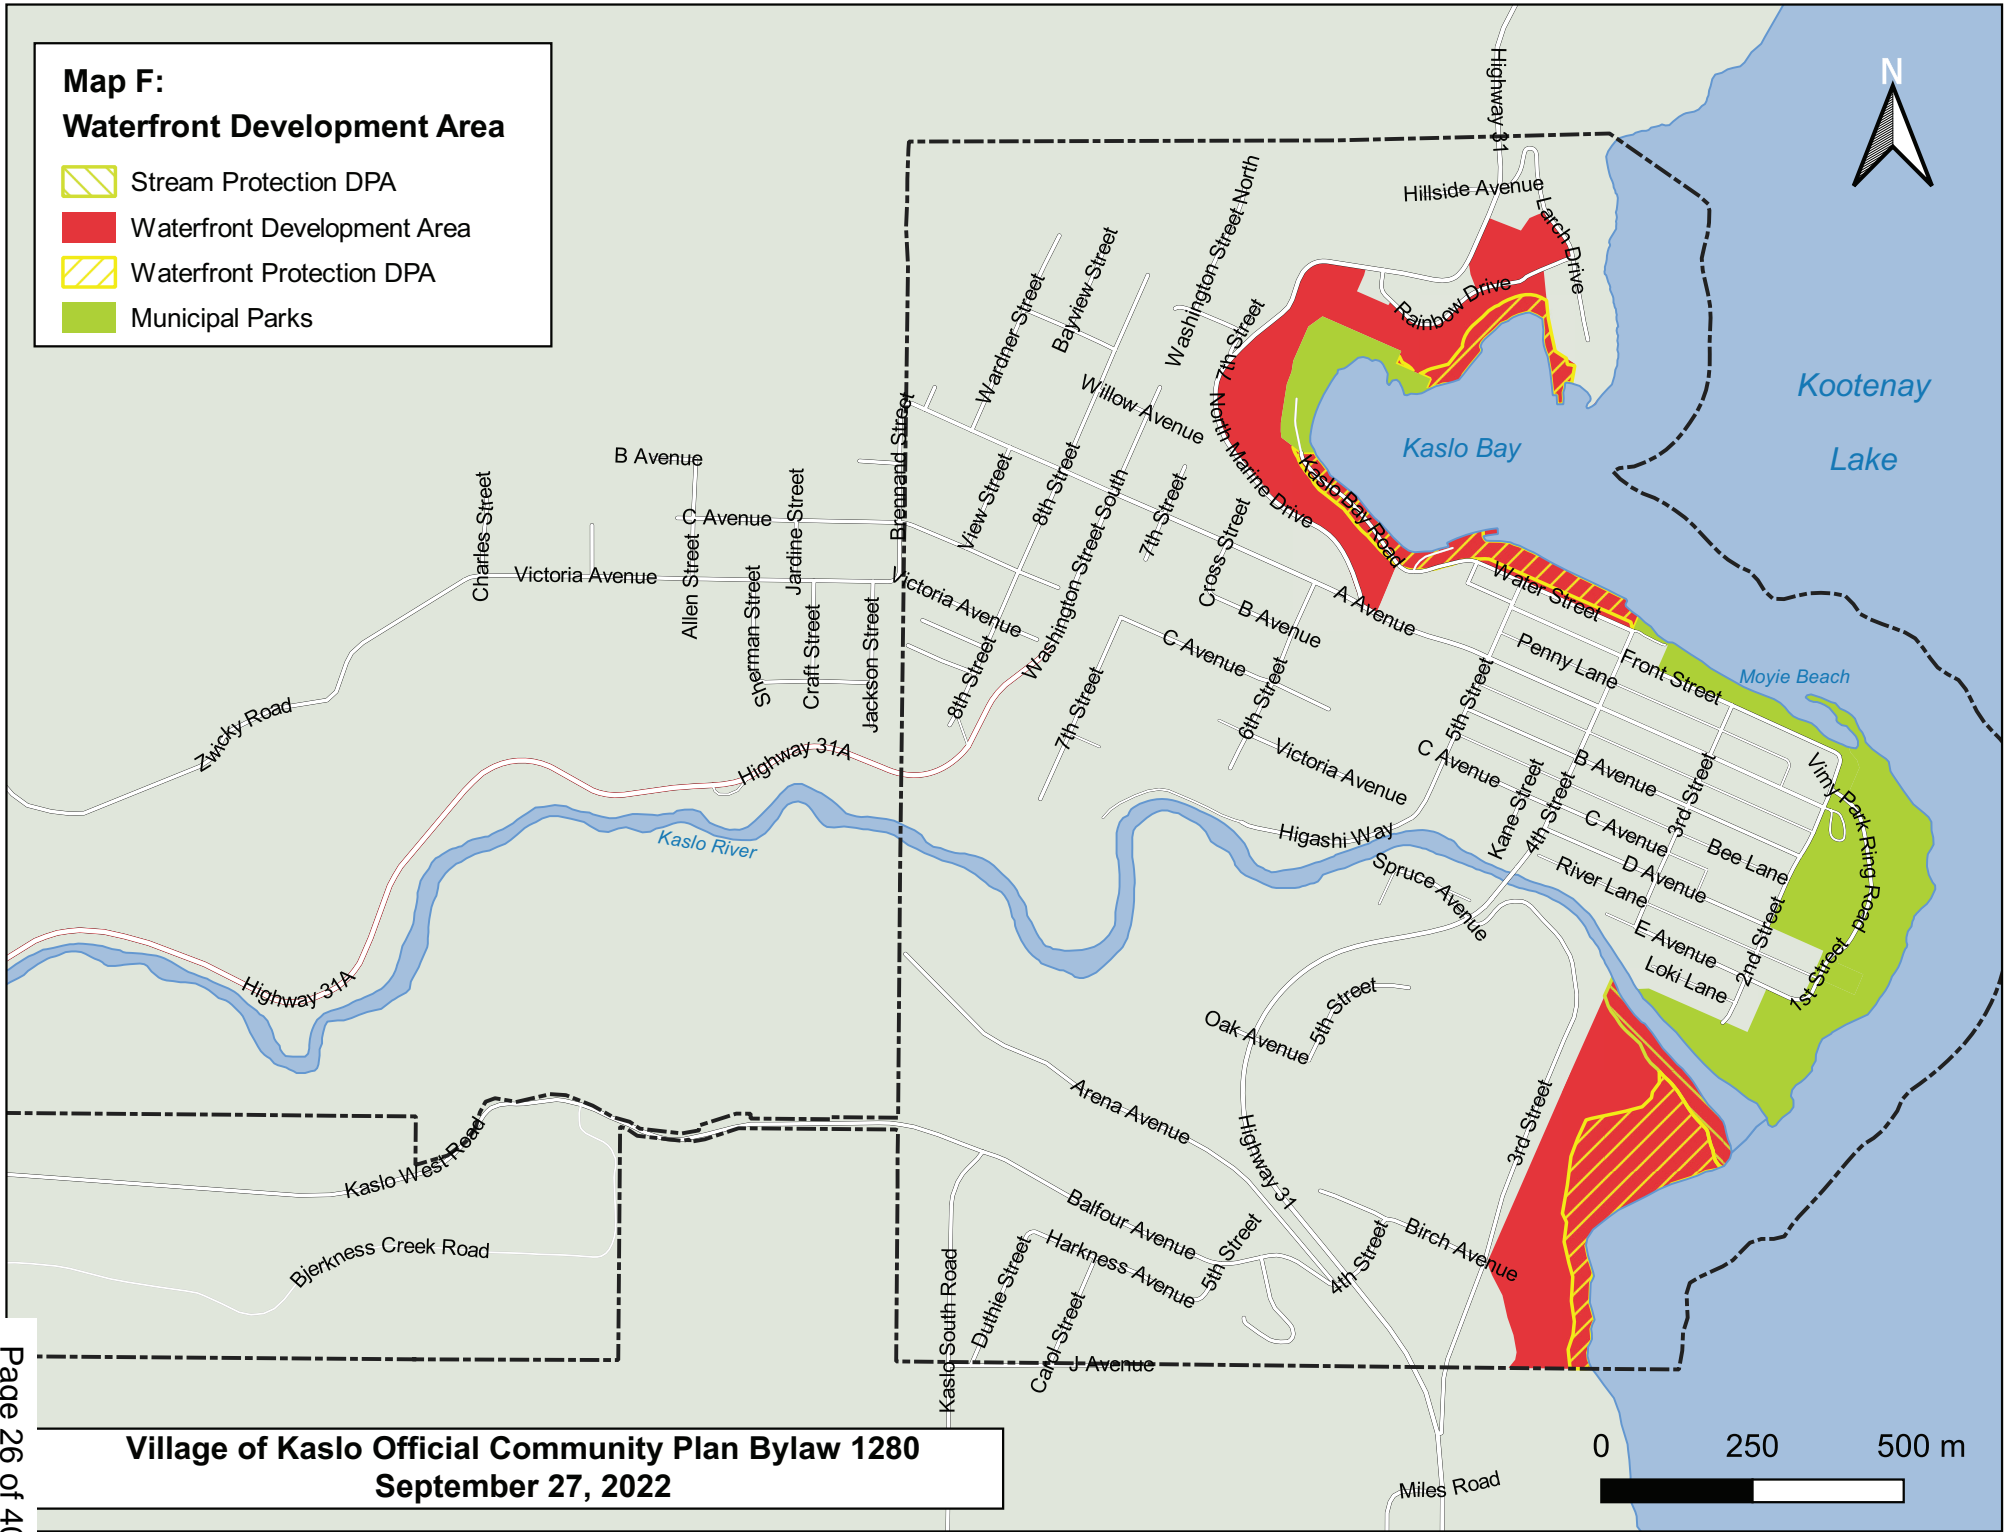 Map F:
Waterfront Development Area
Stream Protection DPA
Waterfront Development Area
Waterfront Protection DPA
Municipal Parks
N
Highway 31
Hillside Avenue
Larch Drive
Rainbow Drive
Washington Street North
Bayview Street
Wardner Street
7th Street
Willow Avenue
North Marine Drive
Kootenay
Lake
Kaslo Bay
Kaslo Bay Road
Brennand Street
B Avenue
Charles Street
C Avenue
Jardine Street
View Street
8th Street
Washington Street South
7th Street
Cross Street
Victoria Avenue
Allen Street
Sherman Street
Craft Street
Jackson Street
Victoria Avenue
8th Street
A Avenue
B Avenue
C Avenue
Water Street
Penny Lane
Front Street
Moyie Beach
5th Street
6th Street
7th Street
Zwicky Road
Highway 31A
Victoria Avenue
C Avenue
B Avenue
3rd Street
Vimy Park Ring Road
Kane Street
4th Street
Kaslo River
Higashi Way
C Avenue
Bee Lane
D Avenue
River Lane
Spruce Avenue
E Avenue
Loki Lane
2nd Street
1st Street
Highway 31A
5th Street
Oak Avenue
Arena Avenue
Highway 31
3rd Street
Kaslo West Road
Balfour Avenue
Birch Avenue
Bjerkness Creek Road
Harkness Avenue
5th Street
4th Street
Duthie Street
Kaslo South Road
Carol Street
J Avenue
Miles Road
0 250 500 m
Village of Kaslo Official Community Plan Bylaw 1280
September 27, 2022
Page 26 of